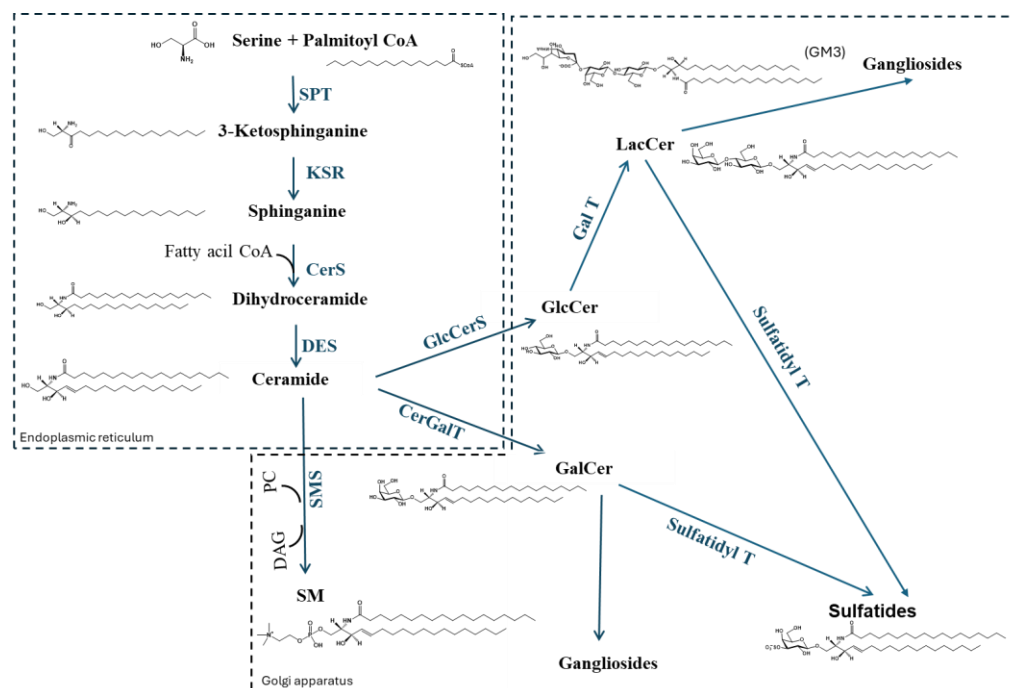 Serine + Palmitoyl CoA
SPT
3-Ketosphinganine
KSR
Sphinganine
Fatty acil CoA
CerS
Dihydroceramide
DES
Ceramide
Endoplasmic reticulum
GlcCerS
CerGalT
(GM3)
Gangliosides
LacCer
Gal T
GlcCer
Sulfatidyl T
GalCer
Sulfatidyl T
PC
SMS
DAG
SM
Sulfatides
Gangliosides
Golgi apparatus